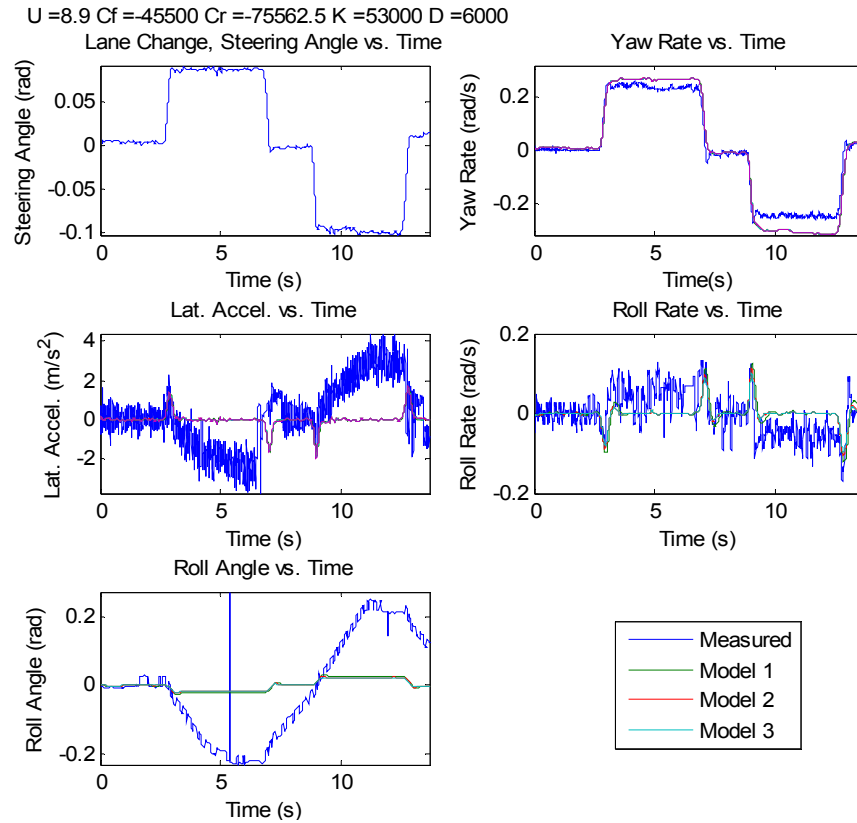 U =8.9 Cf =-45500 Cr =-75562.5 K =53000 D =6000
Lane Change, Steering Angle vs. Time
Steering Angle (rad)
0.05
0
-0.05
-0.1
0 5 10
Time (s)
Yaw Rate vs. Time
Yaw Rate (rad/s)
0.2
0
-0.2
0 5 10
Time(s)
Lat. Accel. vs. Time
Lat. Accel. (m/s²)
4
2
0
-2
0 5 10
Time (s)
Roll Rate vs. Time
Roll Rate (rad/s)
0.2
0
-0.2
0 5 10
Time (s)
Roll Angle vs. Time
Roll Angle (rad)
0.2
0
-0.2
0 5 10
Time (s)
Measured
Model 1
Model 2
Model 3